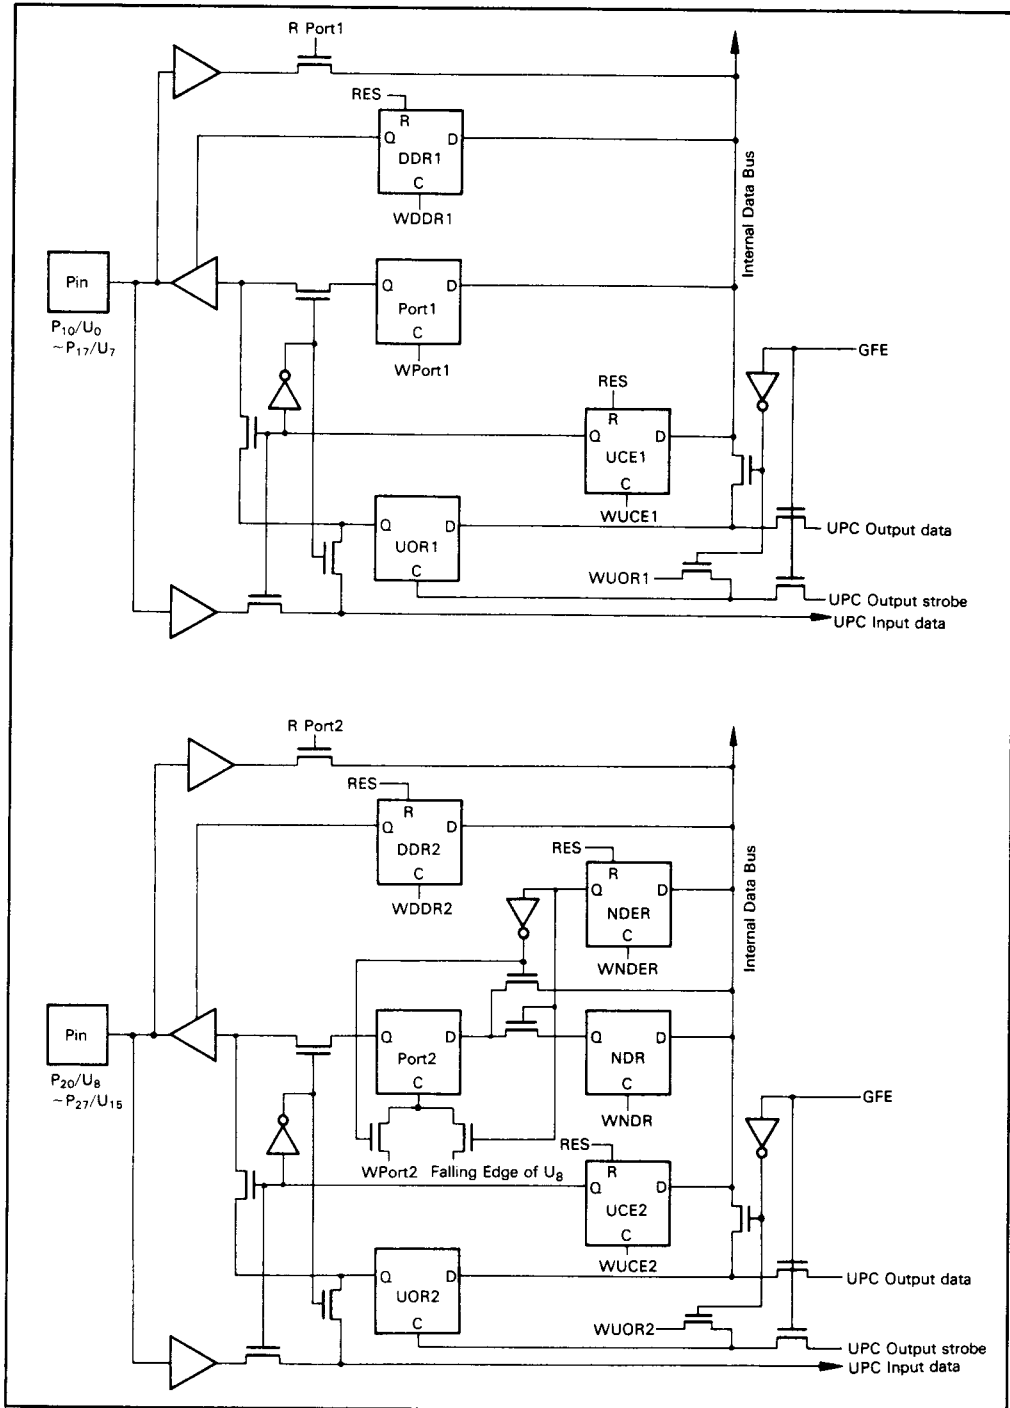 R Port1
RES
R
Q D
DDR1
C
WDDR1
Internal Data Bus
Pin
P10/U0
~P17/U7
Q D
Port1
C
WPort1
GFE
RES
R
Q D
UCE1
C
WUCE1
Q D
UOR1
C
UPC Output data
WUOR1
UPC Output strobe
UPC Input data
R Port2
RES
R
Q D
DDR2
C
WDDR2
RES
R
Q D
NDER
C
WNDER
Internal Data Bus
Pin
P20/U8
~P27/U15
Q D
Port2
C
Q D
NDR
C
WNDR
GFE
WPort2 Falling Edge of U8
RES
R
Q D
UCE2
C
WUCE2
Q D
UOR2
C
UPC Output data
WUOR2
UPC Output strobe
UPC Input data